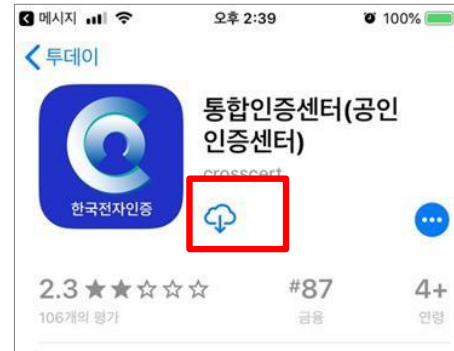 메시지 오후 2:39 100%
투데이
통합인증센터(공인
인증센터)
crosscert
한국전자인증
2.3 #87 4+
106개의 평가 금융 연령